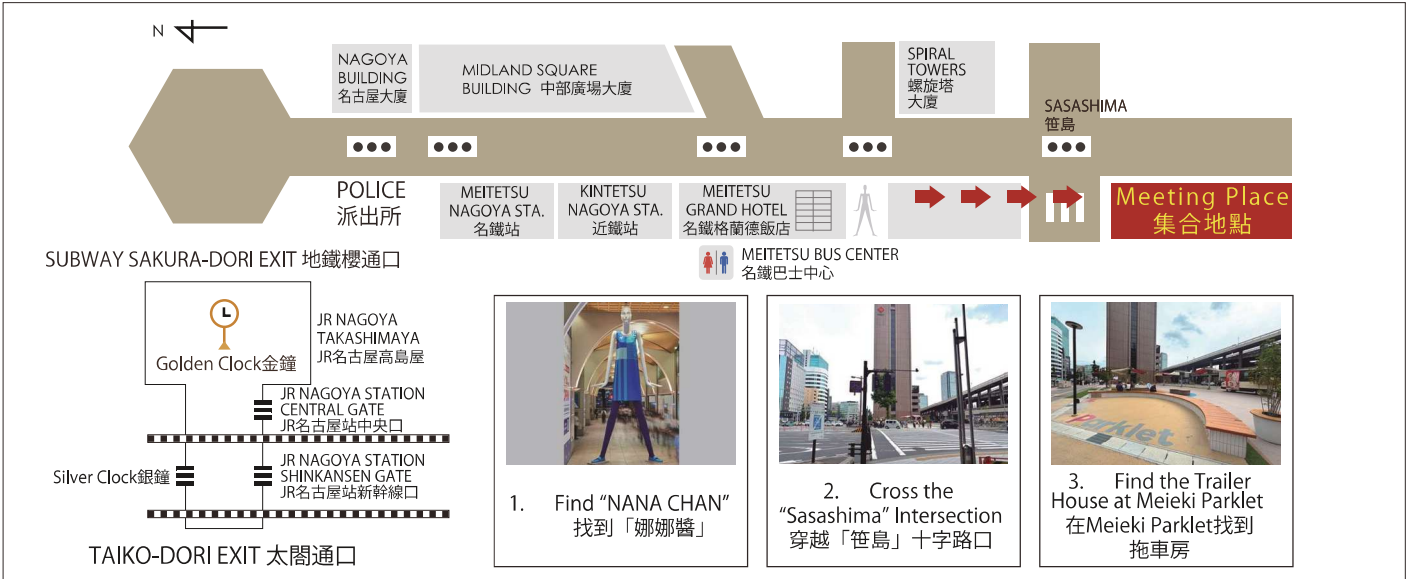 N
NAGOYA
BUILDING
名古屋大廈
MIDLAND SQUARE
BUILDING 中部廣場大廈
SPIRAL
TOWERS
螺旋塔
大廈
SASASHIMA
笹島
POLICE
派出所
MEITETSU
NAGOYA STA.
名鐵站
KINTETSU
NAGOYA STA.
近鐵站
MEITETSU
GRAND HOTEL
名鐵格蘭德飯店
Meeting Place
集合地點
MEITETSU BUS CENTER
名鐵巴士中心
SUBWAY SAKURA-DORI EXIT 地鐵櫻通口
Golden Clock金鐘
JR NAGOYA
TAKASHIMAYA
JR名古屋高島屋
JR NAGOYA STATION
CENTRAL GATE
JR名古屋站中央口
Silver Clock銀鐘
JR NAGOYA STATION
SHINKANSEN GATE
JR名古屋站新幹線口
TAIKO-DORI EXIT 太閤通口
1. Find “NANA CHAN”
找到「娜娜醬」
2. Cross the
“Sasashima” Intersection
穿越「笹島」十字路口
Parklet
3. Find the Trailer
House at Meieki Parklet
在Meieki Parklet找到
拖車房